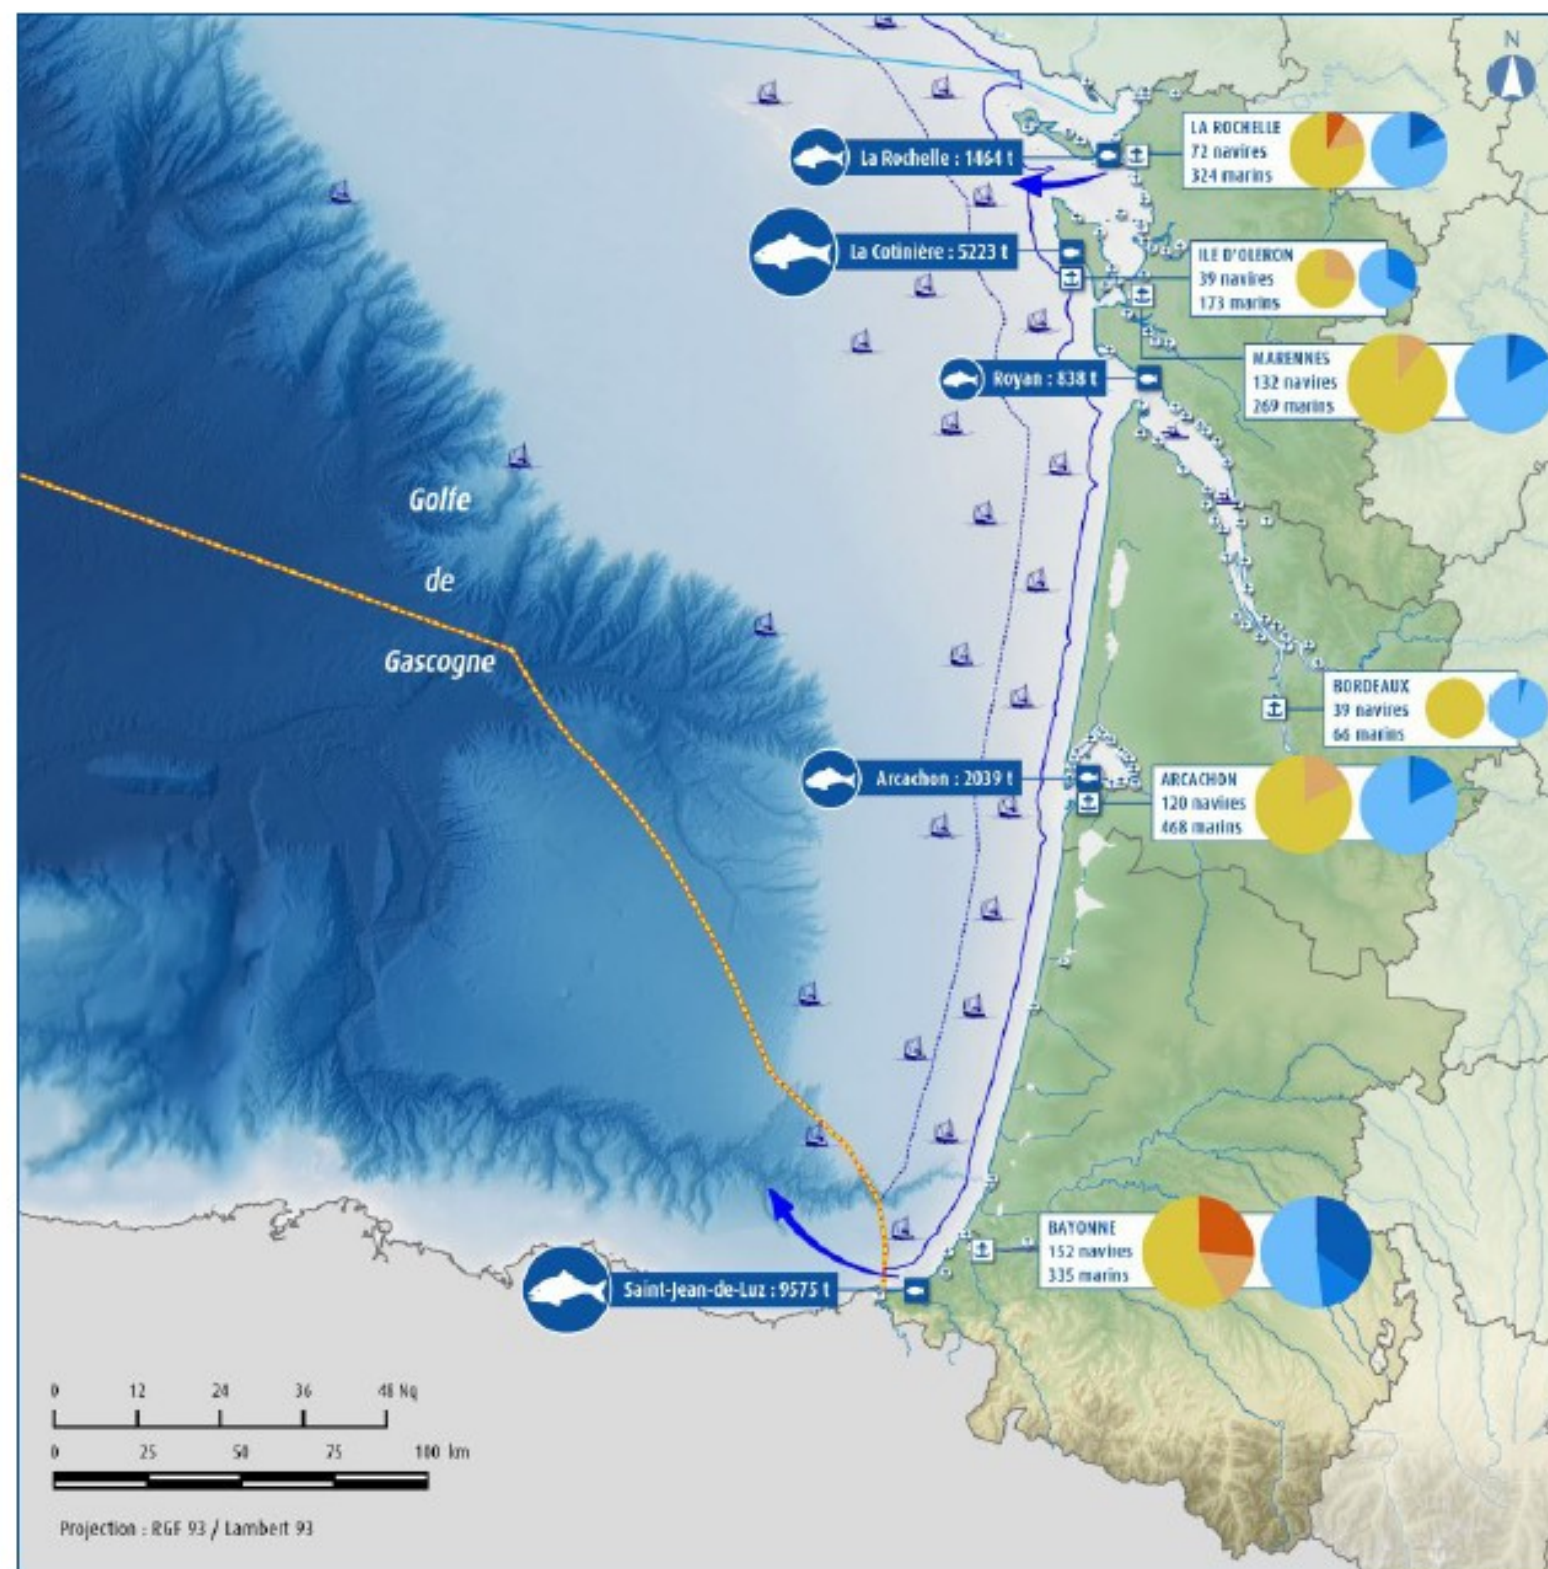 N
LA ROCHELLE
72 navires
324 marins
La Rochelle : 1464 t
La Cotinière : 5223 t
ILE D'OLERON
39 navires
173 marins
MARENNES
132 navires
269 marins
Royan : 838 t
Golfe
de
Gascogne
BORDEAUX
39 navires
66 marins
Arcachon : 2039 t
ARCACHON
120 navires
468 marins
BAYONNE
152 navires
335 marins
Saint-Jean-de-Luz : 9575 t
0 12 24 36 48 Nq
0 25 50 75 100 km
Projection : RGF 93 / Lambert 93